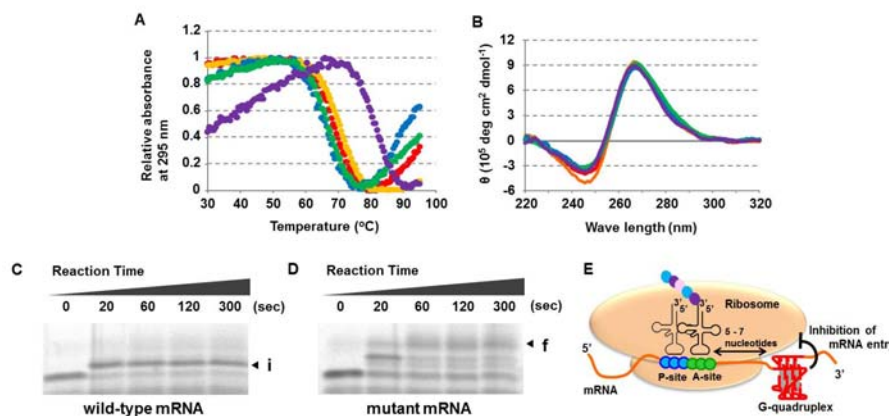 A
Relative absorbance
at 295 nm
1.2
1
0.8
0.6
0.4
0.2
0
30 40 50 60 70 80 90 100
Temperature (°C)
B
θ (10⁵ deg cm² dmol⁻¹)
12
9
6
3
0
-3
-6
220 240 260 280 300 320
Wave length (nm)
C
Reaction Time
0 20 60 120 300 (sec)
i
wild-type mRNA
D
Reaction Time
0 20 60 120 300 (sec)
f
mutant mRNA
E
Ribosome
3' 3'
5' 5'
5 - 7
nucleotides
Inhibition of
mRNA entr
5'
P-site A-site
3'
mRNA
G-quadruplex